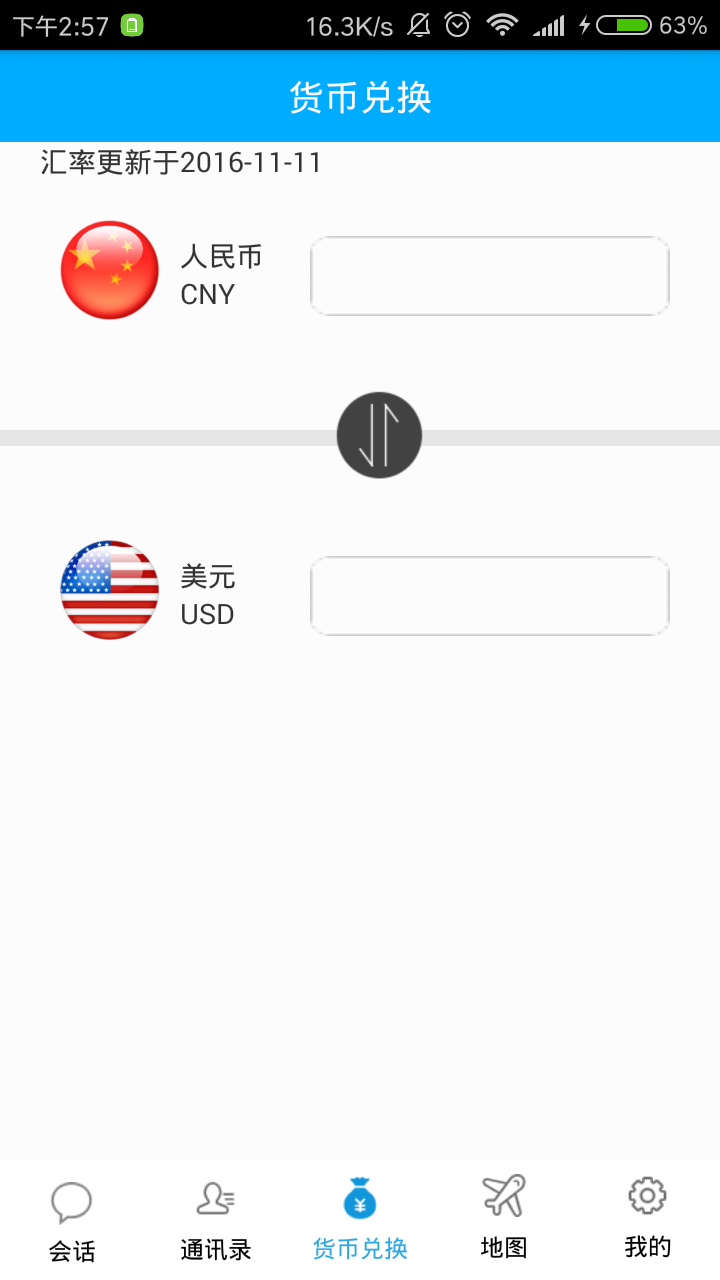 下午2:57 16.3K/s 63%
货币兑换
汇率更新于2016-11-11
人民币
CNY
美元
USD
会话 通讯录 货币兑换 地图 我的